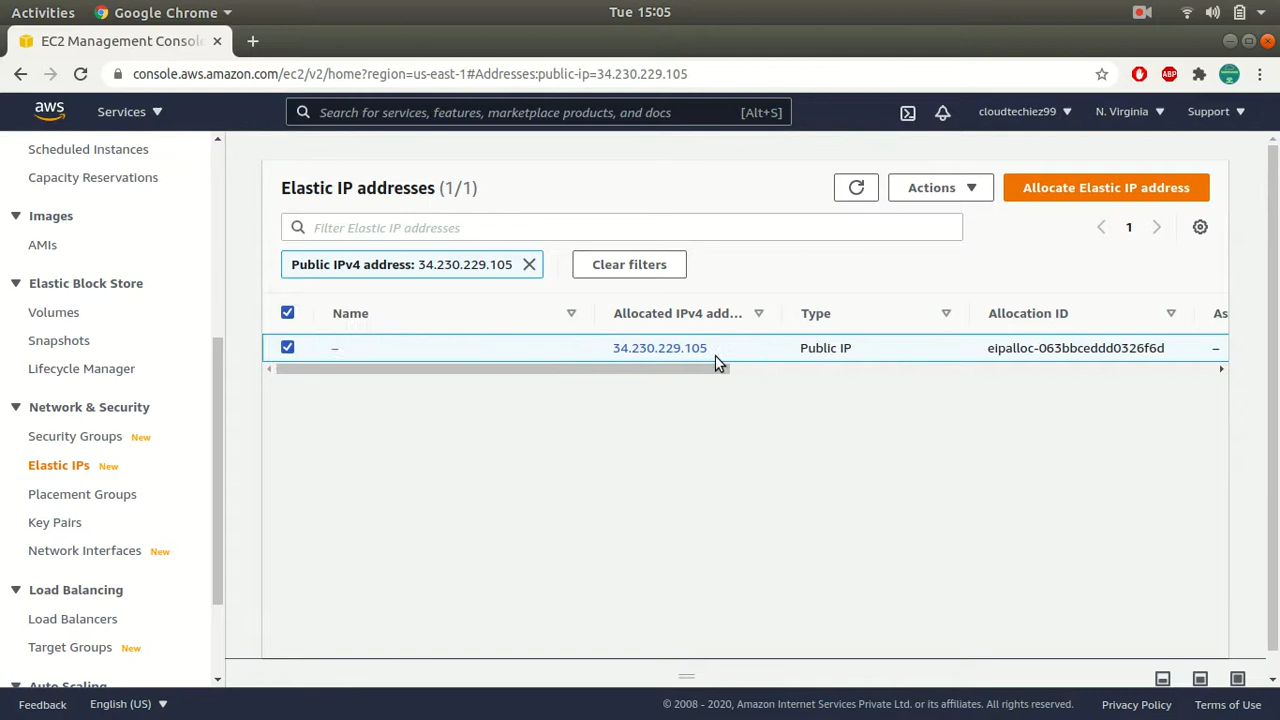 Activities Google Chrome Tue 15:05
EC2 Management Consol
console.aws.amazon.com/ec2/v2/home?region=us-east-1#Addresses:public-ip=34.230.229.105 ABP
aws Services Search for services, features, marketplace products, and docs [Alt+S] cloudtechiez99 N. Virginia Support
Scheduled Instances
Capacity Reservations
Images
AMIs
Elastic Block Store
Volumes
Snapshots
Lifecycle Manager
Network & Security
Security Groups New
Elastic IPs New
Placement Groups
Key Pairs
Network Interfaces New
Load Balancing
Load Balancers
Target Groups New
Auto Scaling
Elastic IP addresses (1/1) Actions Allocate Elastic IP address
Filter Elastic IP addresses 1
Public IPv4 address: 34.230.229.105 Clear filters
Name Allocated IPv4 add... Type Allocation ID As
– 34.230.229.105 Public IP eipalloc-063bbceddd0326f6d –
Feedback English (US) © 2008 - 2020, Amazon Internet Services Private Ltd. or its affiliates. All rights reserved. Privacy Policy Terms of Use